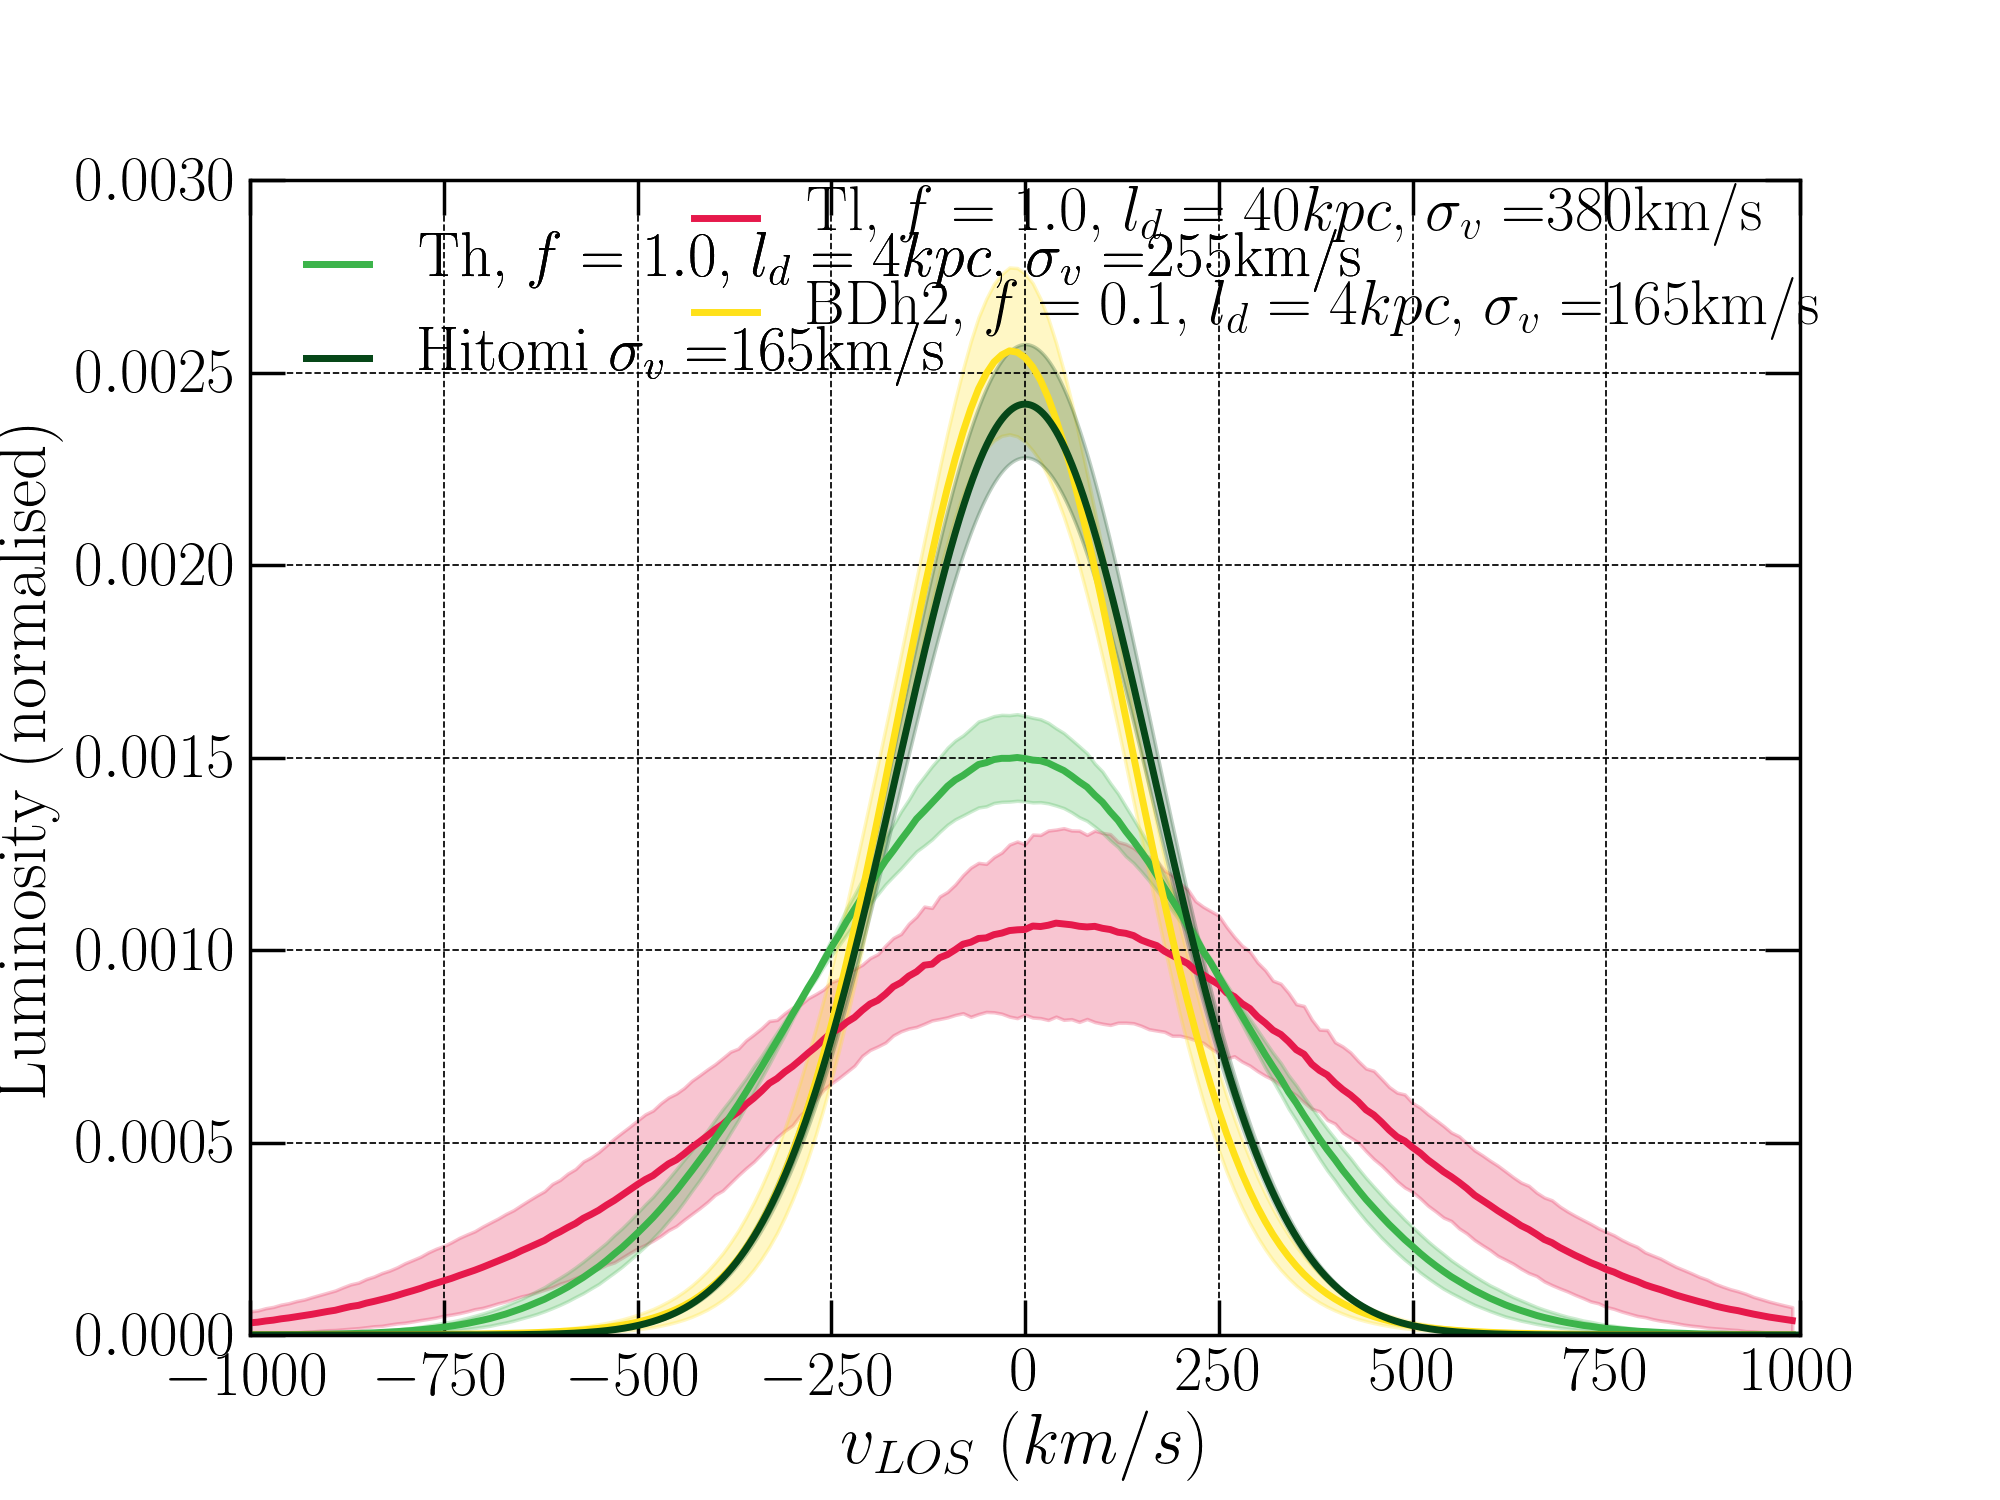 Tl, f = 1.0, l_d = 40kpc, σ_v =380km/s
Th, f = 1.0, l_d = 4kpc, σ_v =255km/s
BDh2, f = 0.1, l_d = 4kpc, σ_v =165km/s
Hitomi σ_v =165km/s
0.0030
0.0025
0.0020
0.0015
0.0010
0.0005
0.0000
Luminosity (normalised)
−1000 −750 −500 −250 0 250 500 750 1000
v_LOS (km/s)